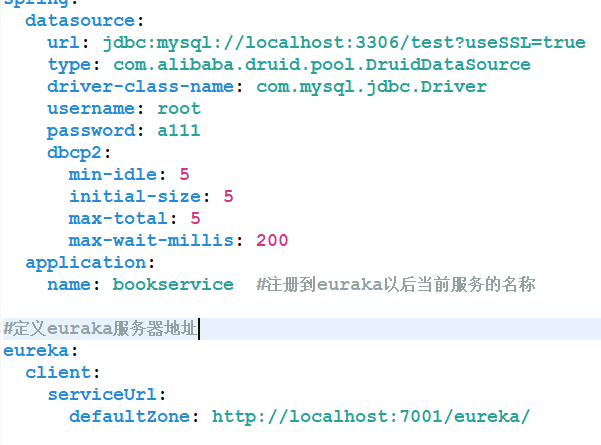 spring:
  datasource:
    url: jdbc:mysql://localhost:3306/test?useSSL=true
    type: com.alibaba.druid.pool.DruidDataSource
    driver-class-name: com.mysql.jdbc.Driver
    username: root
    password: a111
    dbcp2:
      min-idle: 5
      initial-size: 5
      max-total: 5
      max-wait-millis: 200
  application:
    name: bookservice  #注册到euraka以后当前服务的名称
#定义euraka服务器地址
eureka:
  client:
    serviceUrl:
      defaultZone: http://localhost:7001/eureka/